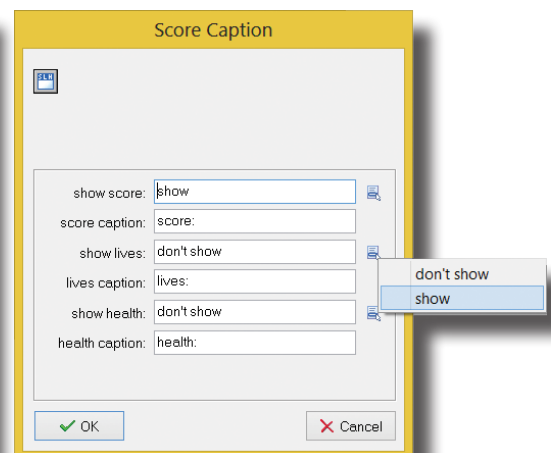 Score Caption
SLH
show score: show
score caption: score:
show lives: don't show
lives caption: lives:
show health: don't show
health caption: health:
don't show
show
OK
Cancel